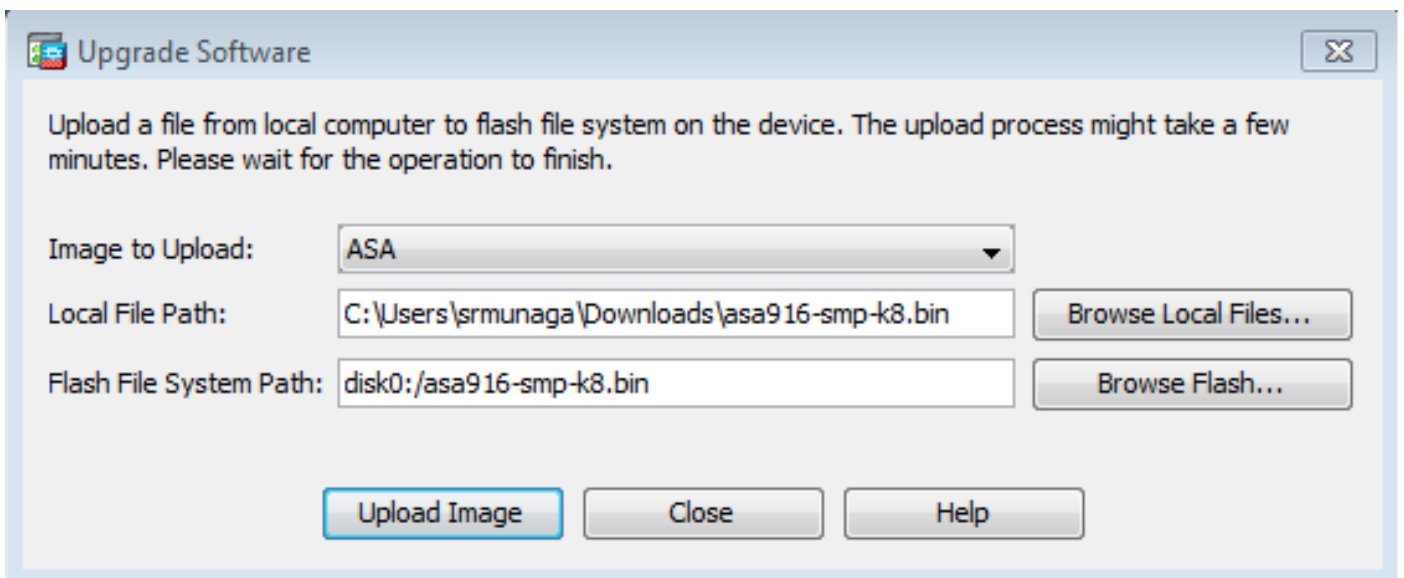 Upgrade Software
Upload a file from local computer to flash file system on the device. The upload process might take a few
minutes. Please wait for the operation to finish.
Image to Upload: ASA
Local File Path: C:\Users\srmunaga\Downloads\asa916-smp-k8.bin Browse Local Files...
Flash File System Path: disk0:/asa916-smp-k8.bin Browse Flash...
Upload Image Close Help